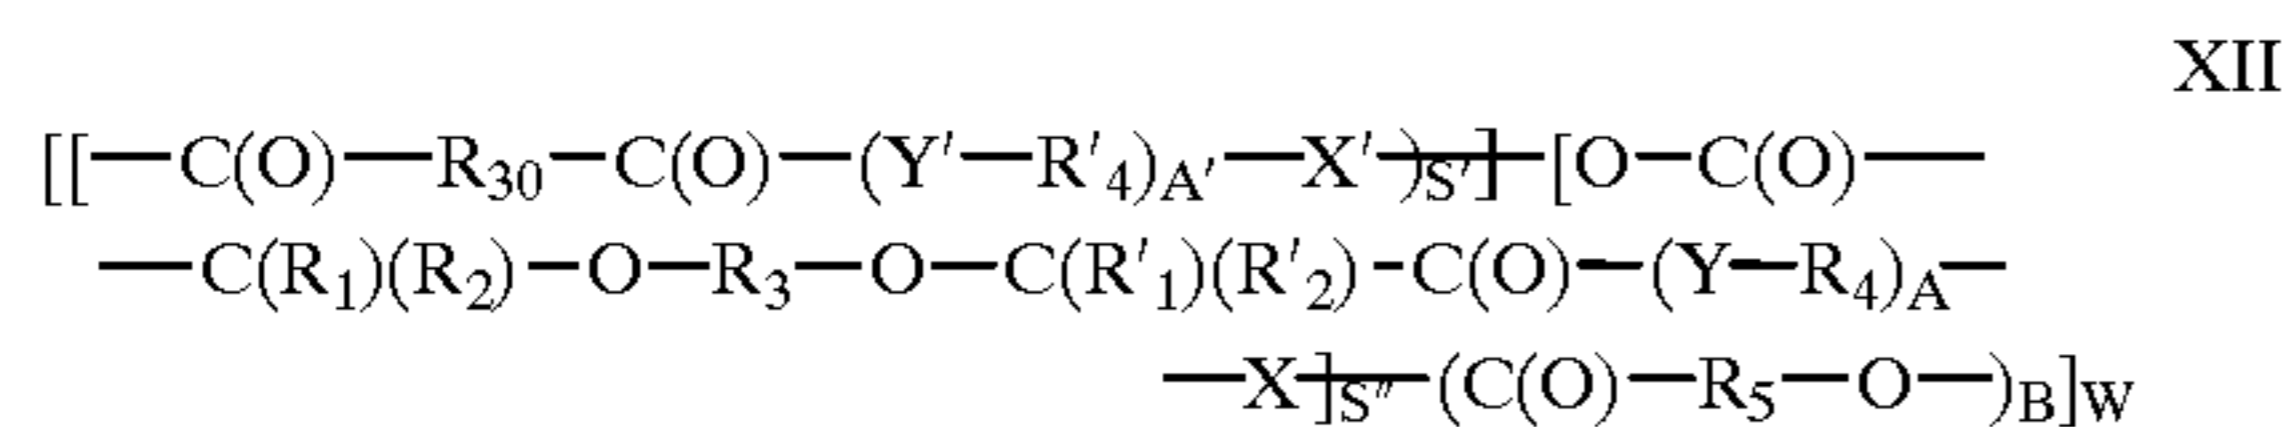 XII
[[—C(O)—R₃₀—C(O)—(Y′—R′₄)A′—X′—)S′—] [O—C(O)—
—C(R₁)(R₂)—O—R₃—O—C(R′₁)(R′₂)-C(O)—(Y—R₄)A—
—X—]S″—(C(O)—R₅—O—)B]W